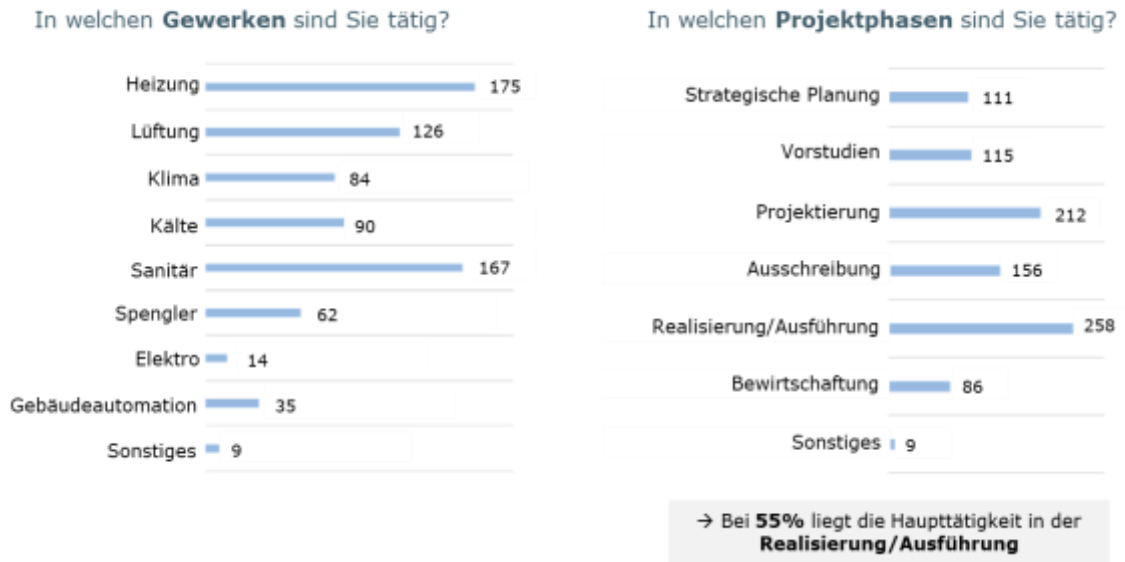 In welchen Gewerken sind Sie tätig?
Heizung 175
Lüftung 126
Klima 84
Kälte 90
Sanitär 167
Spengler 62
Elektro 14
Gebäudeautomation 35
Sonstiges 9
In welchen Projektphasen sind Sie tätig?
Strategische Planung 111
Vorstudien 115
Projektierung 212
Ausschreibung 156
Realisierung/Ausführung 258
Bewirtschaftung 86
Sonstiges 9
→ Bei 55% liegt die Haupttätigkeit in der
Realisierung/Ausführung